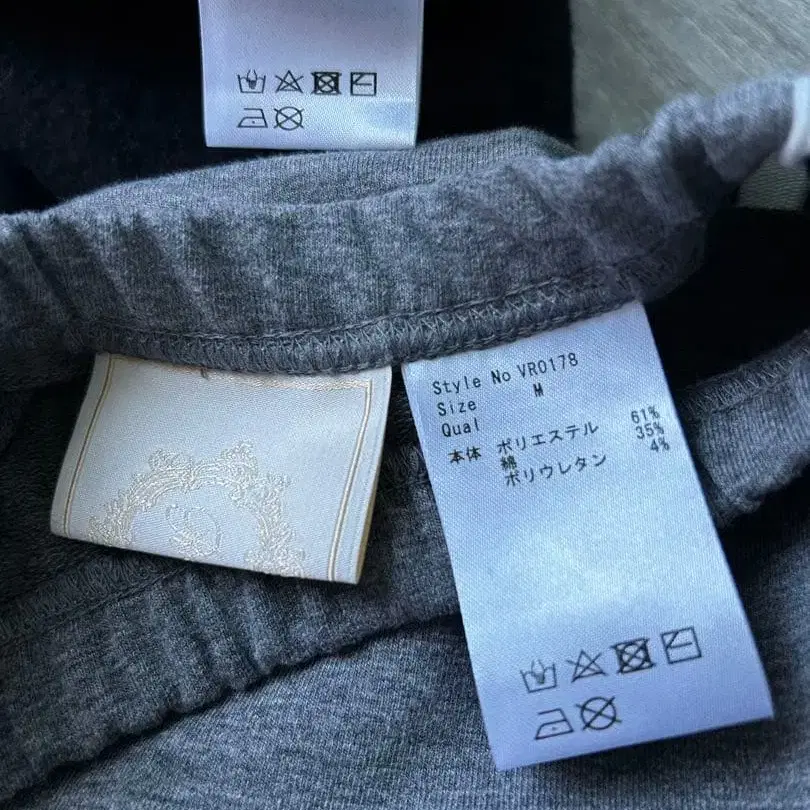 Style No VR0178
Size M
Qual
本体 ポリエステル 61%
綿 35%
ポリウレタン 4%